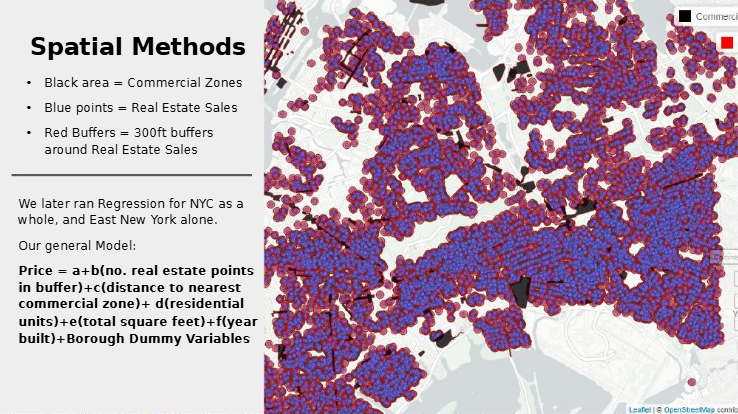 Spatial Methods
• Black area = Commercial Zones
• Blue points = Real Estate Sales
• Red Buffers = 300ft buffers
around Real Estate Sales
We later ran Regression for NYC as a
whole, and East New York alone.
Our general Model:
Price = a+b(no. real estate points
in buffer)+c(distance to nearest
commercial zone)+ d(residential
units)+e(total square feet)+f(year
built)+Borough Dummy Variables
Commerci
Leaflet | © OpenStreetMap contrib